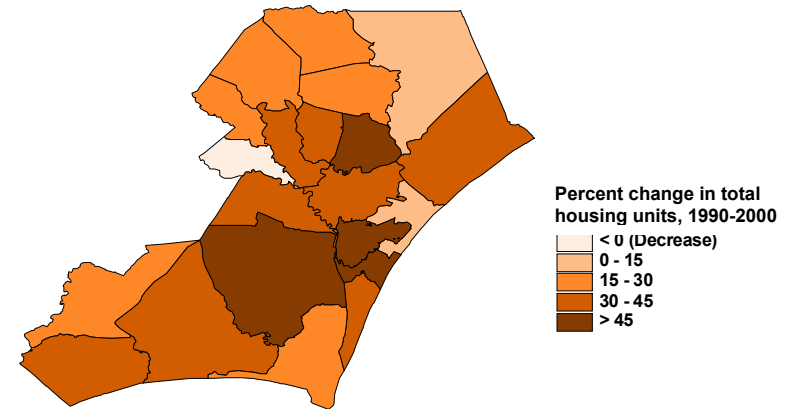 Percent change in total
housing units, 1990-2000
< 0 (Decrease)
0 - 15
15 - 30
30 - 45
> 45